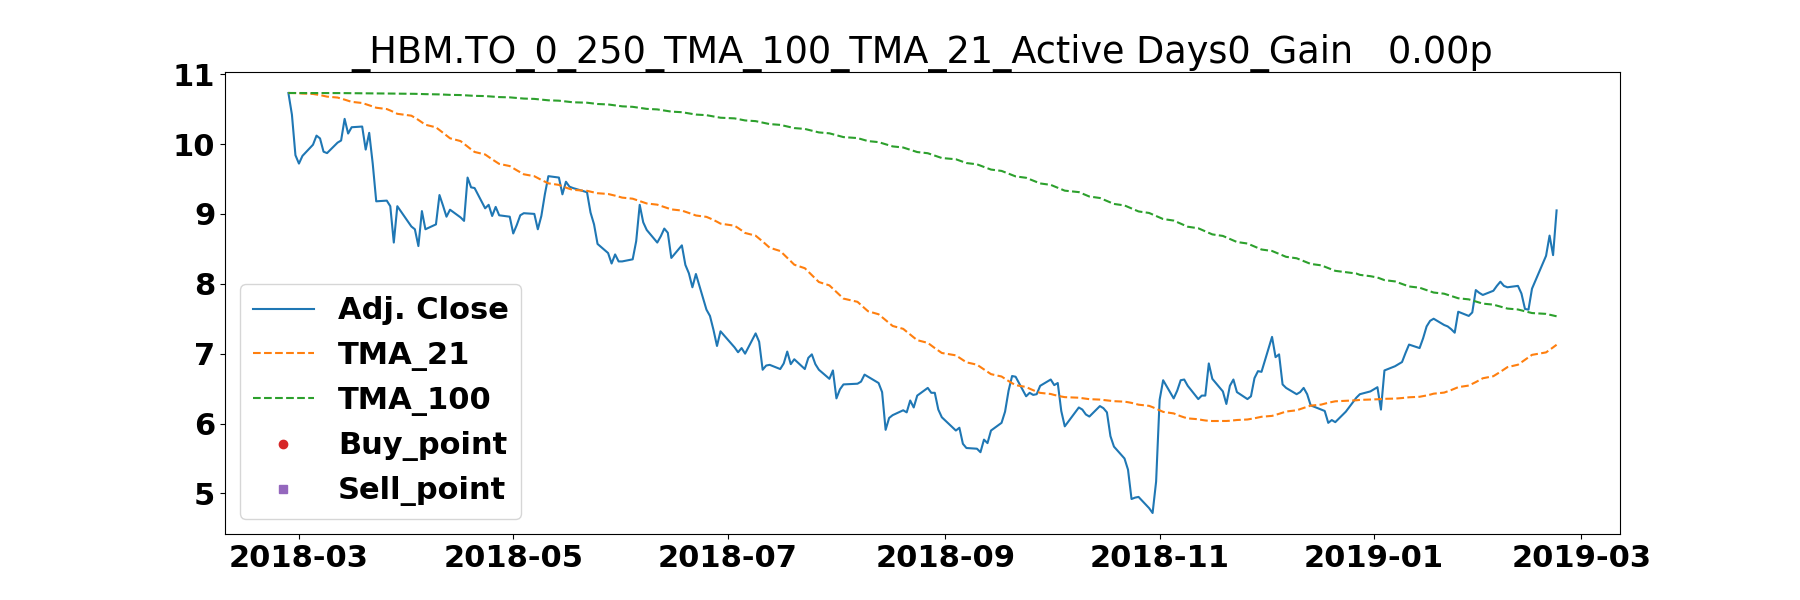 _HBM.TO_0_250_TMA_100_TMA_21_Active Days0_Gain   0.00p
11
10
9
8
7
6
5
Adj. Close
TMA_21
TMA_100
Buy_point
Sell_point
2018-03 2018-05 2018-07 2018-09 2018-11 2019-01 2019-03